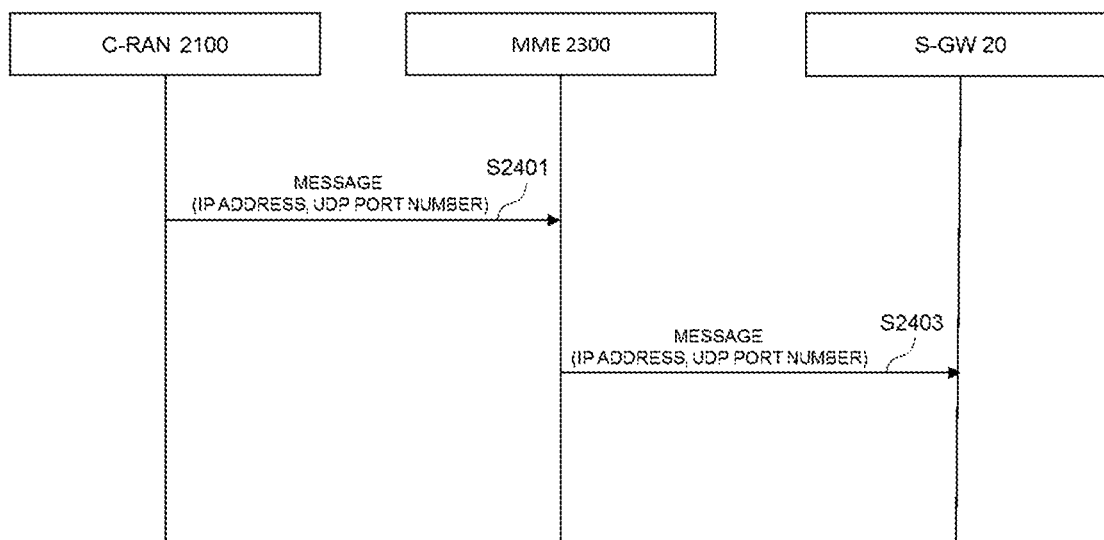 C-RAN 2100
MME 2300
S-GW 20
S2401
MESSAGE
(IP ADDRESS, UDP PORT NUMBER)
S2403
MESSAGE
(IP ADDRESS, UDP PORT NUMBER)